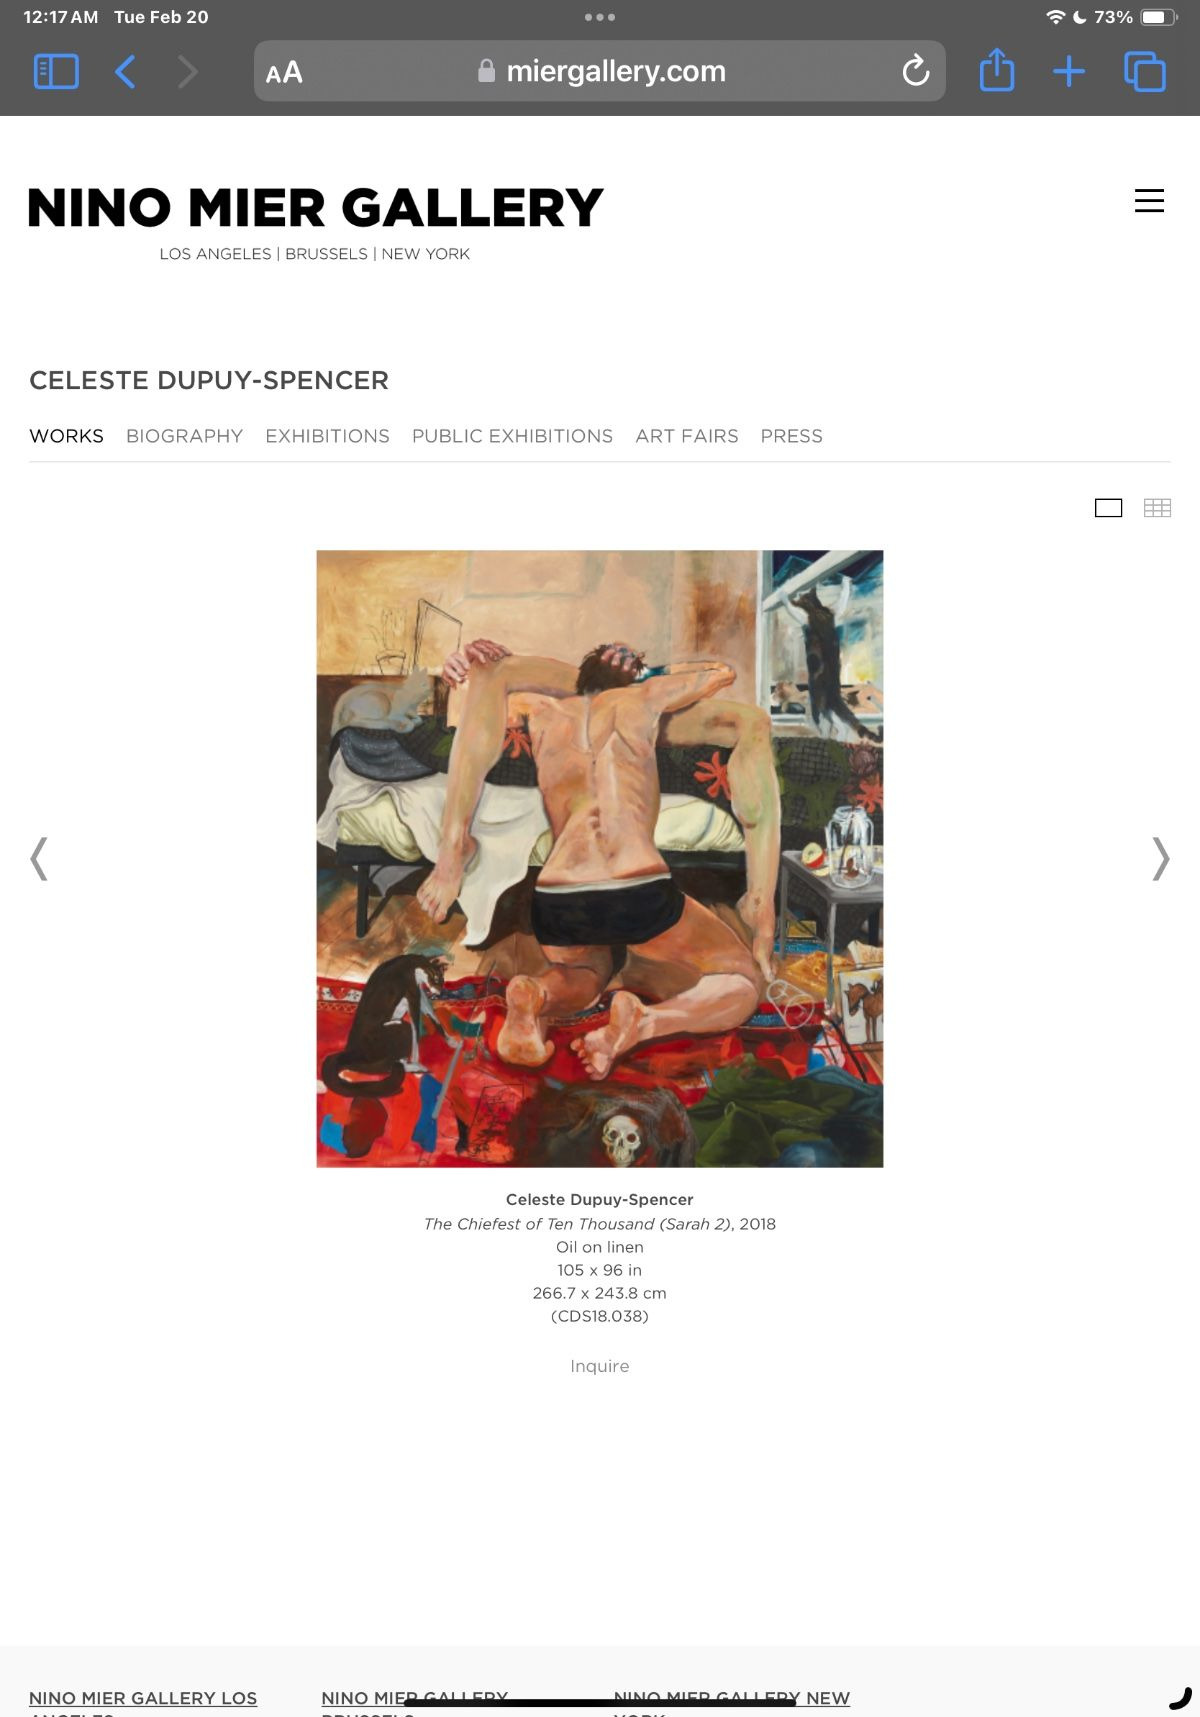 12:17 AM Tue Feb 20
73%
AA
miergallery.com
NINO MIER GALLERY
LOS ANGELES | BRUSSELS | NEW YORK
CELESTE DUPUY-SPENCER
WORKS BIOGRAPHY EXHIBITIONS PUBLIC EXHIBITIONS ART FAIRS PRESS
Celeste Dupuy-Spencer
The Chiefest of Ten Thousand (Sarah 2), 2018
Oil on linen
105 x 96 in
266.7 x 243.8 cm
(CDS18.038)
Inquire
NINO MIER GALLERY LOS
NINO MIER GALLERY
NINO MIER GALLERY NEW